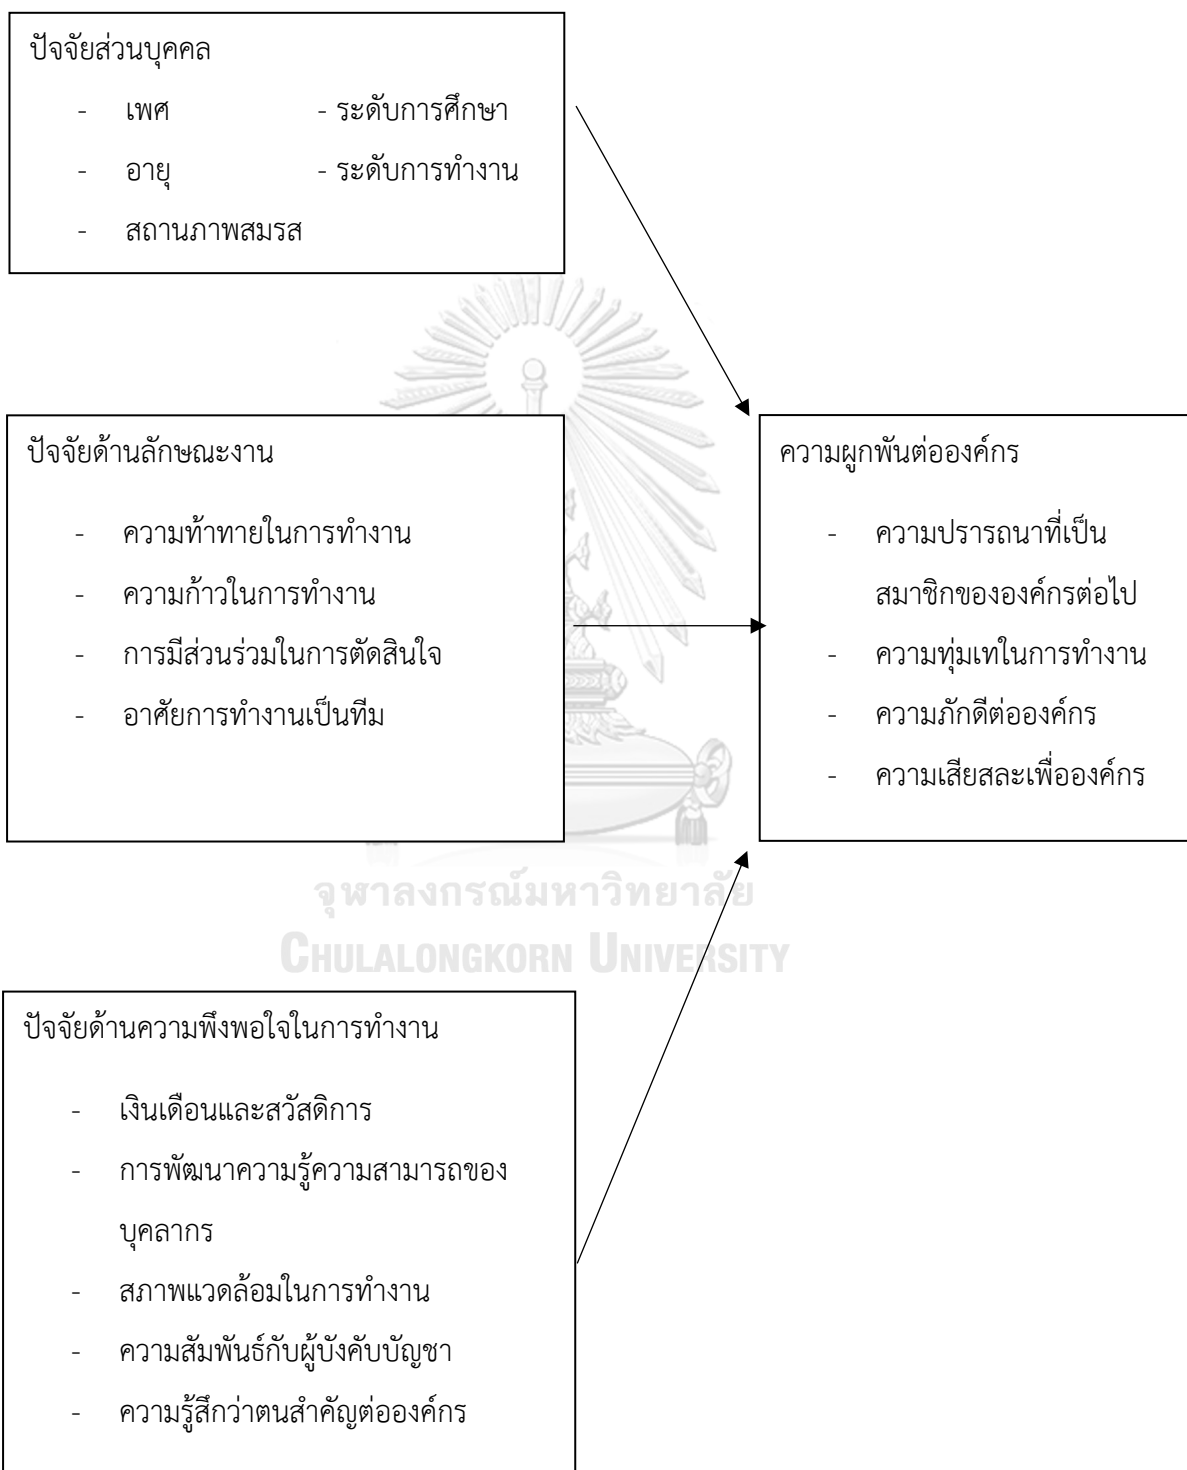 ปัจจัยส่วนบุคคล
- เพศ - ระดับการศึกษา
- อายุ - ระดับการทำงาน
- สถานภาพสมรส
ปัจจัยด้านลักษณะงาน
- ความท้าทายในการทำงาน
- ความก้าวในการทำงาน
- การมีส่วนร่วมในการตัดสินใจ
- อาศัยการทำงานเป็นทีม
ความผูกพันต่อองค์กร
- ความปรารถนาที่เป็น
สมาชิกขององค์กรต่อไป
- ความทุ่มเทในการทำงาน
- ความภักดีต่อองค์กร
- ความเสียสละเพื่อองค์กร
จุฬาลงกรณ์มหาวิทยาลัย
CHULALONGKORN UNIVERSITY
ปัจจัยด้านความพึงพอใจในการทำงาน
- เงินเดือนและสวัสดิการ
- การพัฒนาความรู้ความสามารถของ
บุคลากร
- สภาพแวดล้อมในการทำงาน
- ความสัมพันธ์กับผู้บังคับบัญชา
- ความรู้สึกว่าตนสำคัญต่อองค์กร